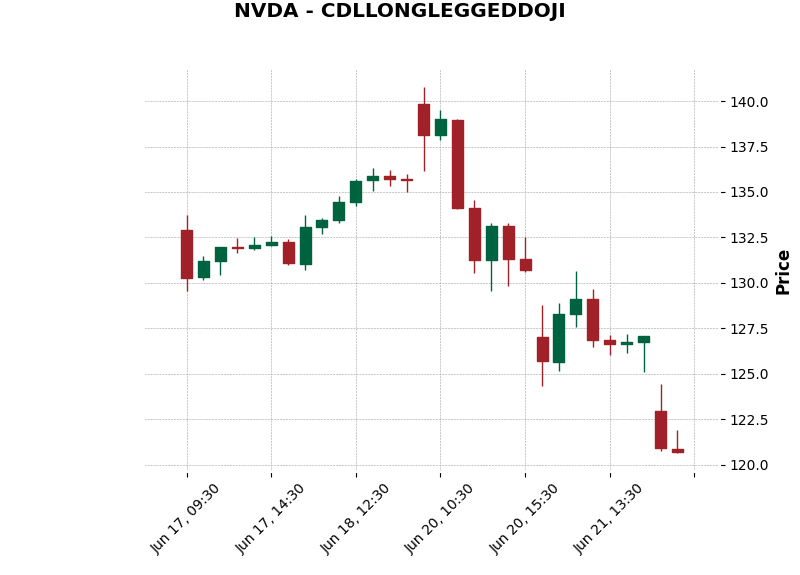 NVDA - CDLLONGLEGGEDDOJI
140.0
137.5
135.0
132.5
130.0
127.5
125.0
122.5
120.0
Price
Jun 17, 09:30
Jun 17, 14:30
Jun 18, 12:30
Jun 20, 10:30
Jun 20, 15:30
Jun 21, 13:30